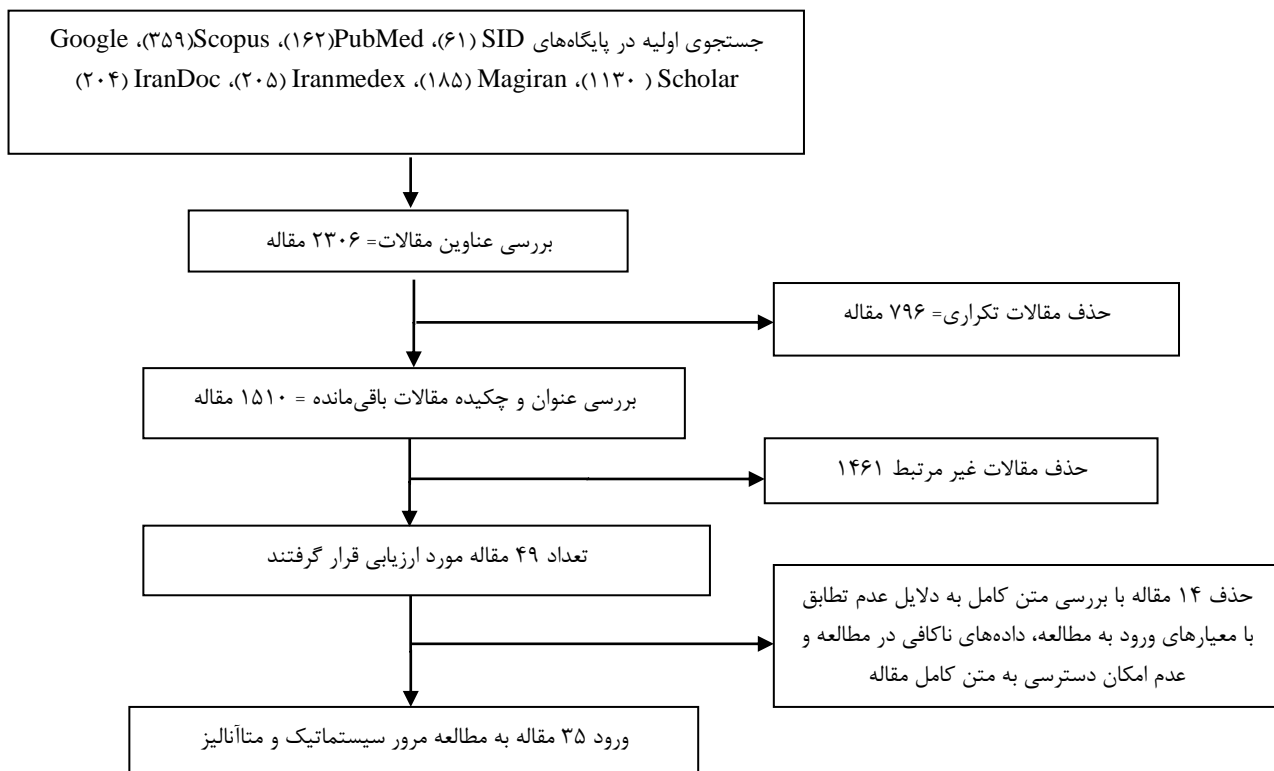 جستجوی اولیه در پایگاه‌های SID (۶۱)، PubMed(۱۶۲)، Scopus(۳۵۹)، Google
Scholar (۱۱۳۰ )، Magiran (۱۸۵)، Iranmedex (۲۰۵)، IranDoc (۲۰۴)
بررسی عناوین مقالات= ۲۳۰۶ مقاله
حذف مقالات تکراری= ۷۹۶ مقاله
بررسی عنوان و چکیده مقالات باقی‌مانده = ۱۵۱۰ مقاله
حذف مقالات غیر مرتبط ۱۴۶۱
تعداد ۴۹ مقاله مورد ارزیابی قرار گرفتند
حذف ۱۴ مقاله با بررسی متن کامل به دلایل عدم تطابق
با معیارهای ورود به مطالعه، داده‌های ناکافی در مطالعه و
عدم امکان دسترسی به متن کامل مقاله
ورود ۳۵ مقاله به مطالعه مرور سیستماتیک و متاآنالیز